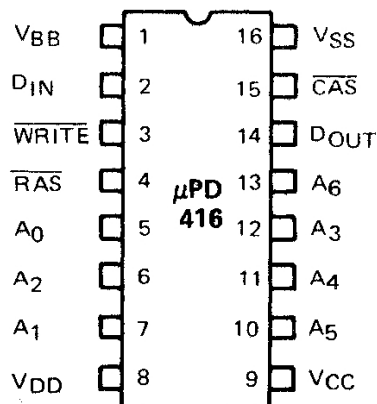 VBB 1 16 VSS
DIN 2 15 CAS
WRITE 3 14 DOUT
RAS 4 13 A6
μPD
416
A0 5 12 A3
A2 6 11 A4
A1 7 10 A5
VDD 8 9 VCC